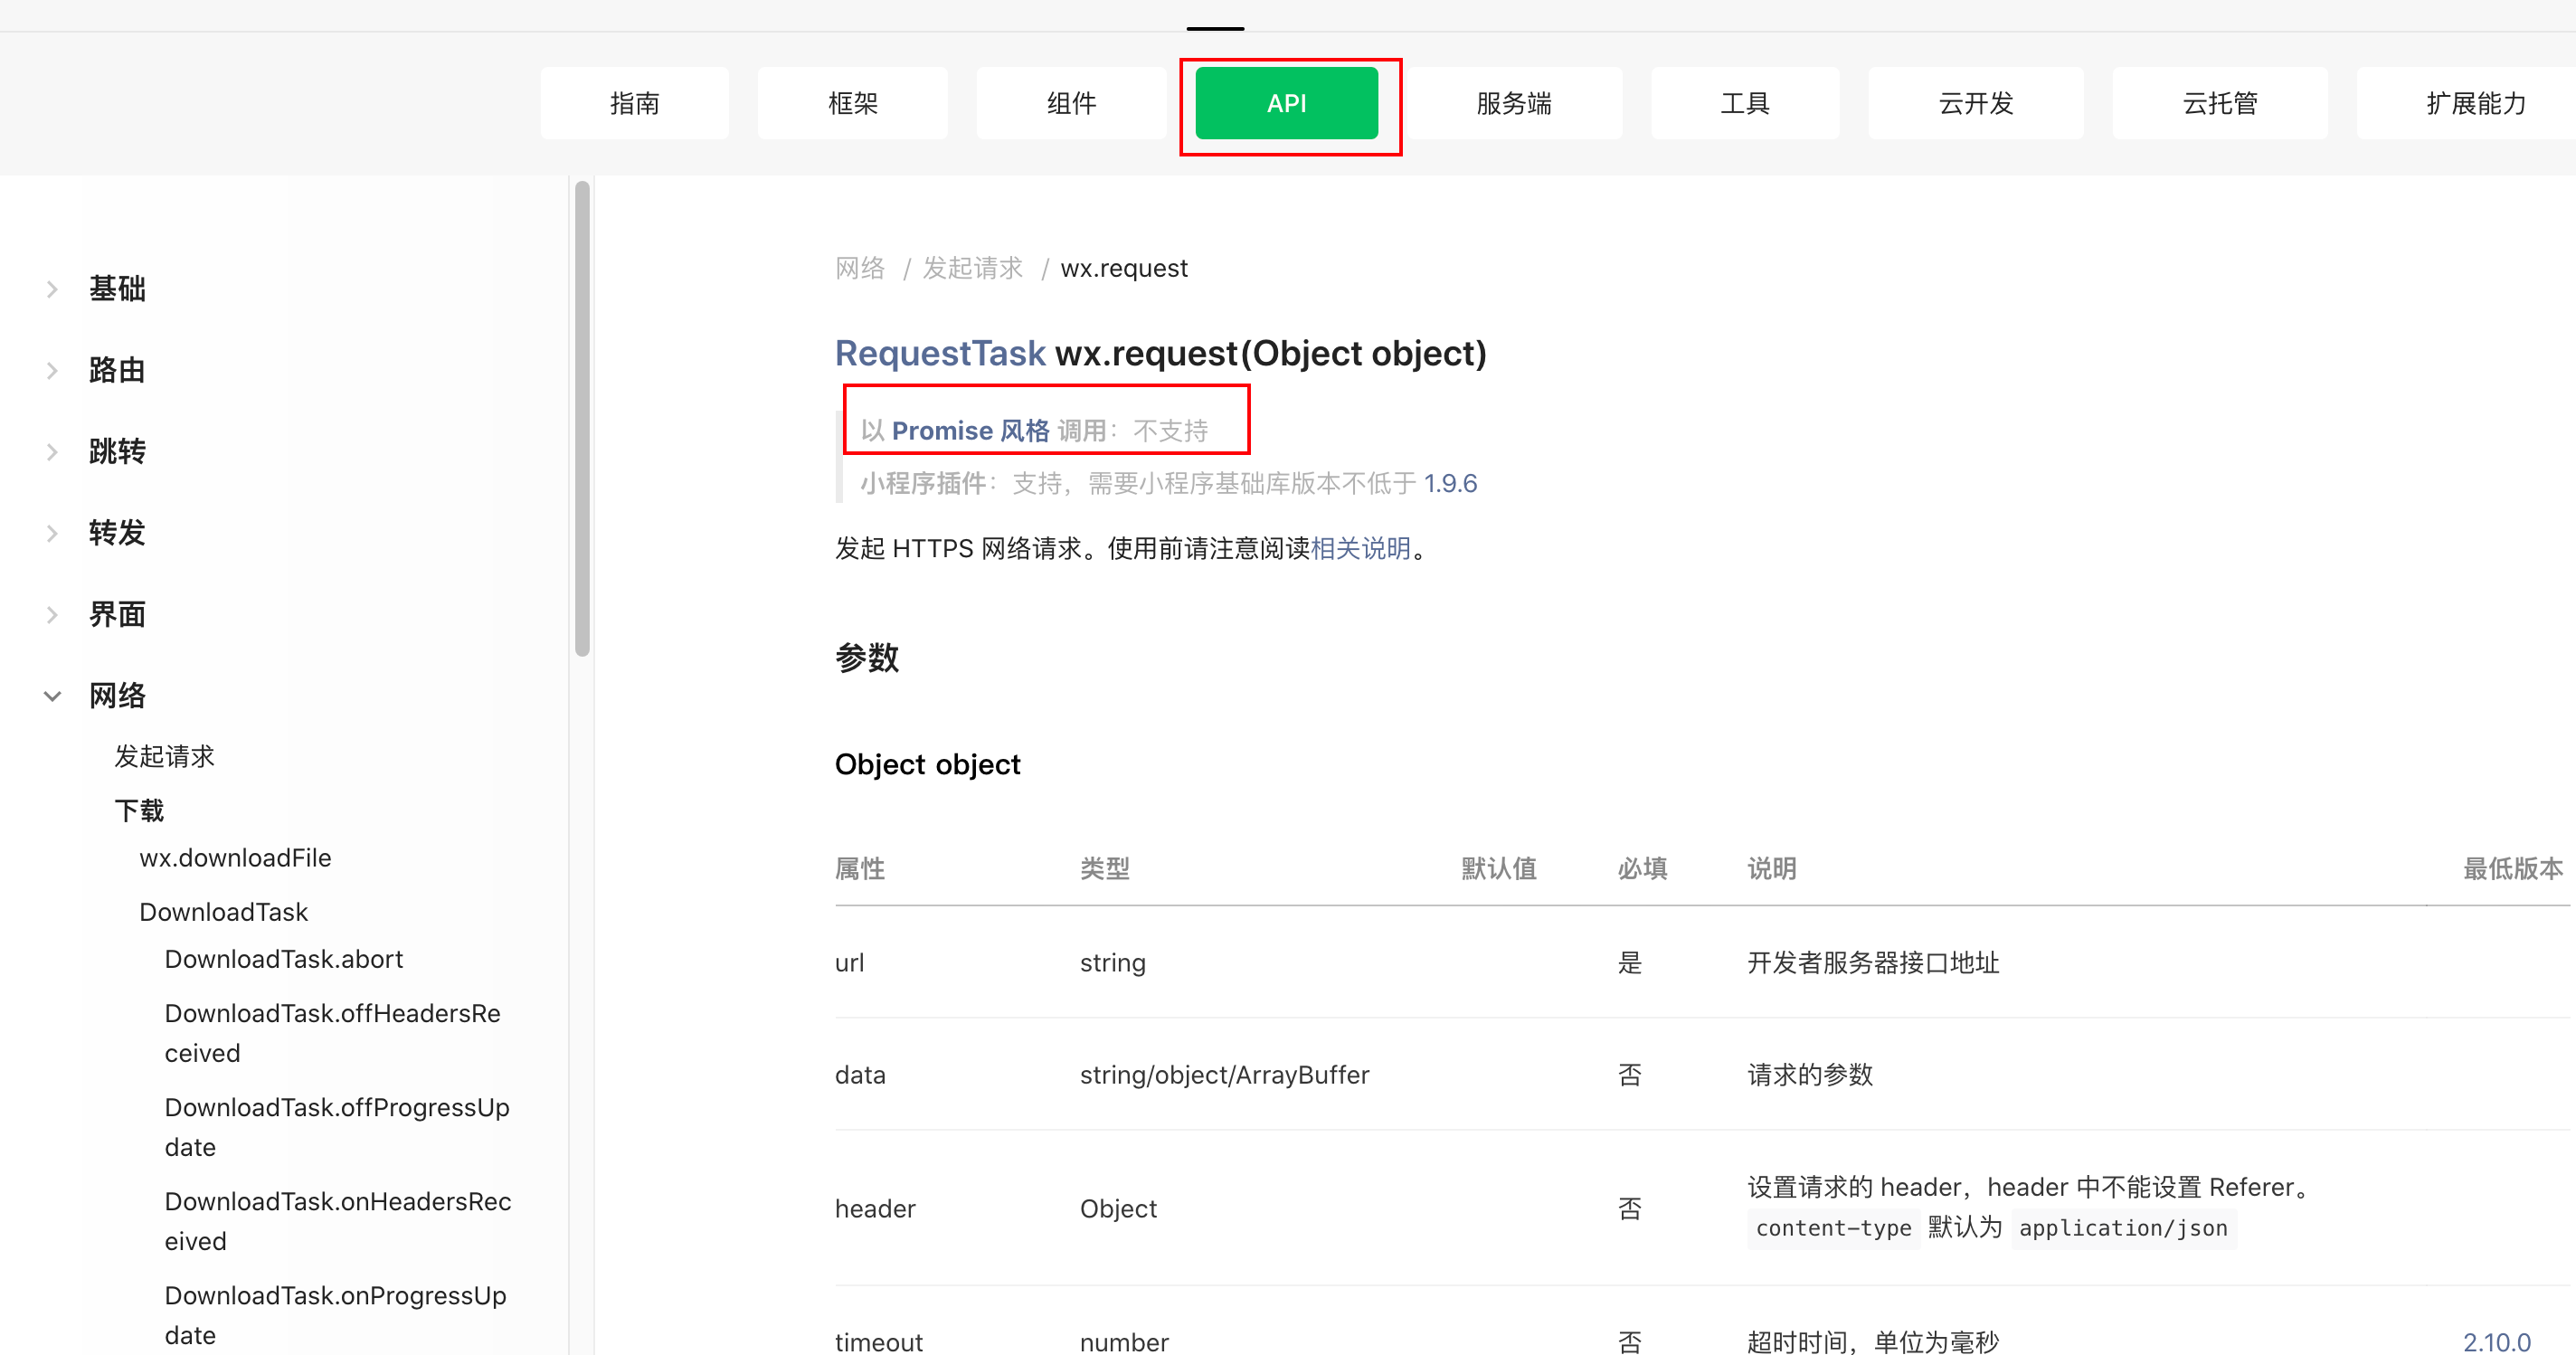 指南
框架
组件
API
服务端
工具
云开发
云托管
扩展能力
基础
路由
跳转
转发
界面
网络
发起请求
下载
wx.downloadFile
DownloadTask
DownloadTask.abort
DownloadTask.offHeadersRe
ceived
DownloadTask.offProgressUp
date
DownloadTask.onHeadersRec
eived
DownloadTask.onProgressUp
date
网络 / 发起请求 / wx.request
RequestTask wx.request(Object object)
以 Promise 风格 调用：不支持
小程序插件：支持，需要小程序基础库版本不低于 1.9.6
发起 HTTPS 网络请求。使用前请注意阅读相关说明。
参数
Object object
属性 类型 默认值 必填 说明 最低版本
url string 是 开发者服务器接口地址
data string/object/ArrayBuffer 否 请求的参数
header Object 否 设置请求的 header，header 中不能设置 Referer。
content-type 默认为 application/json
timeout number 否 超时时间，单位为毫秒 2.10.0